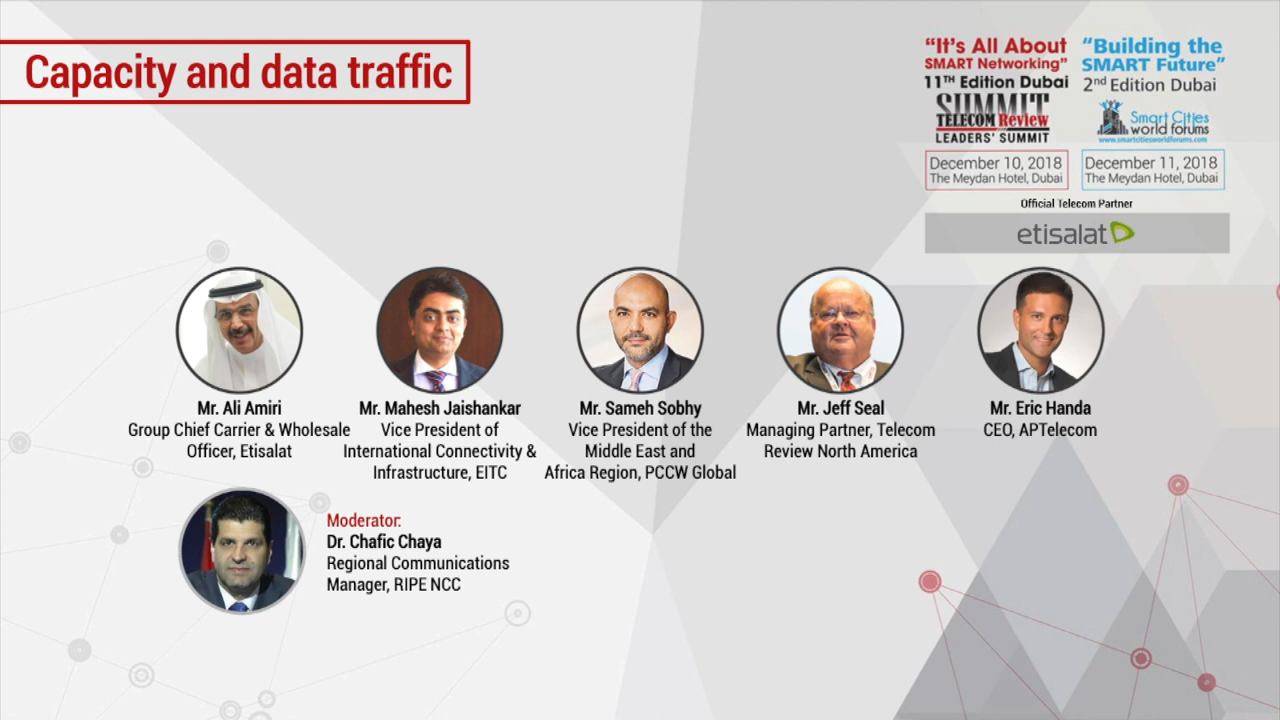 Capacity and data traffic
“It’s All About
SMART Networking”
11TH Edition Dubai
SUMMIT
TELECOM Review
LEADERS’ SUMMIT
December 10, 2018
The Meydan Hotel, Dubai
“Building the
SMART Future”
2nd Edition Dubai
Smart Cities
world forums
www.smartcitiesworldforums.com
December 11, 2018
The Meydan Hotel, Dubai
Official Telecom Partner
etisalat
Mr. Ali Amiri
Group Chief Carrier & Wholesale
Officer, Etisalat
Mr. Mahesh Jaishankar
Vice President of
International Connectivity &
Infrastructure, EITC
Mr. Sameh Sobhy
Vice President of the
Middle East and
Africa Region, PCCW Global
Mr. Jeff Seal
Managing Partner, Telecom
Review North America
Mr. Eric Handa
CEO, APTelecom
Moderator:
Dr. Chafic Chaya
Regional Communications
Manager, RIPE NCC